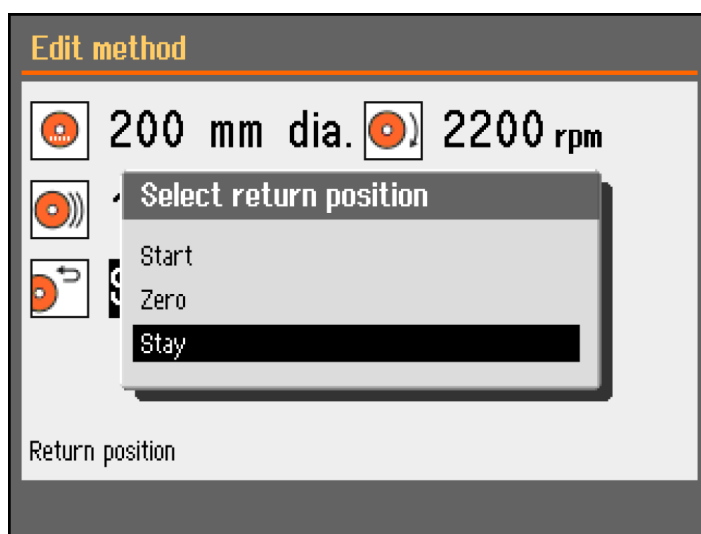 Edit method
200 mm dia. 2200 rpm
Select return position
Start
Zero
Stay
Return position